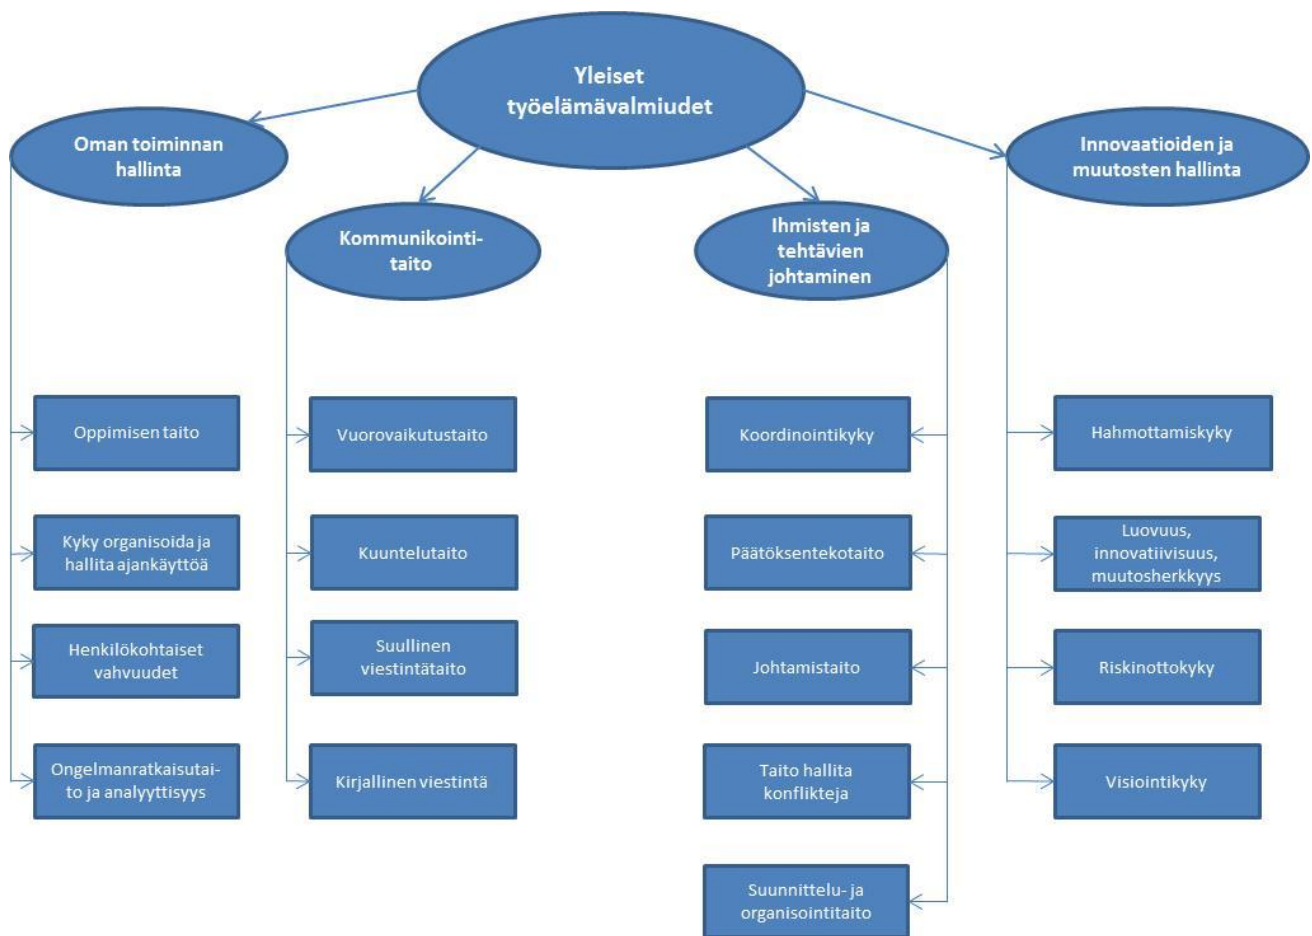 Yleiset
työelämävalmiudet
Oman toiminnan
hallinta
Kommunikointi-
taito
Ihmisten ja
tehtävien
johtaminen
Innovaatioiden ja
muutosten hallinta
Oppimisen taito
Kyky organisoida ja
hallita ajankäyttöä
Henkilökohtaiset
vahvuudet
Ongelmanratkaisutai-
to ja analyyttisyys
Vuorovaikutustaito
Kuuntelutaito
Suullinen
viestintätaito
Kirjallinen viestintä
Koordinointikyky
Päätöksentekotaito
Johtamistaito
Taito hallita
konflikteja
Suunnittelu- ja
organisointitaito
Hahmottamiskyky
Luovuus,
innovatiivisuus,
muutosherkkyys
Riskinottokyky
Visiointikyky